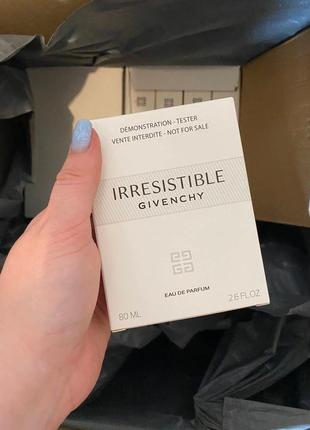 DÉMONSTRATION - TESTER
VENTE INTERDITE - NOT FOR SALE
IRRESISTIBLE
GIVENCHY
EAU DE PARFUM
80 ML 2.6 FL.OZ